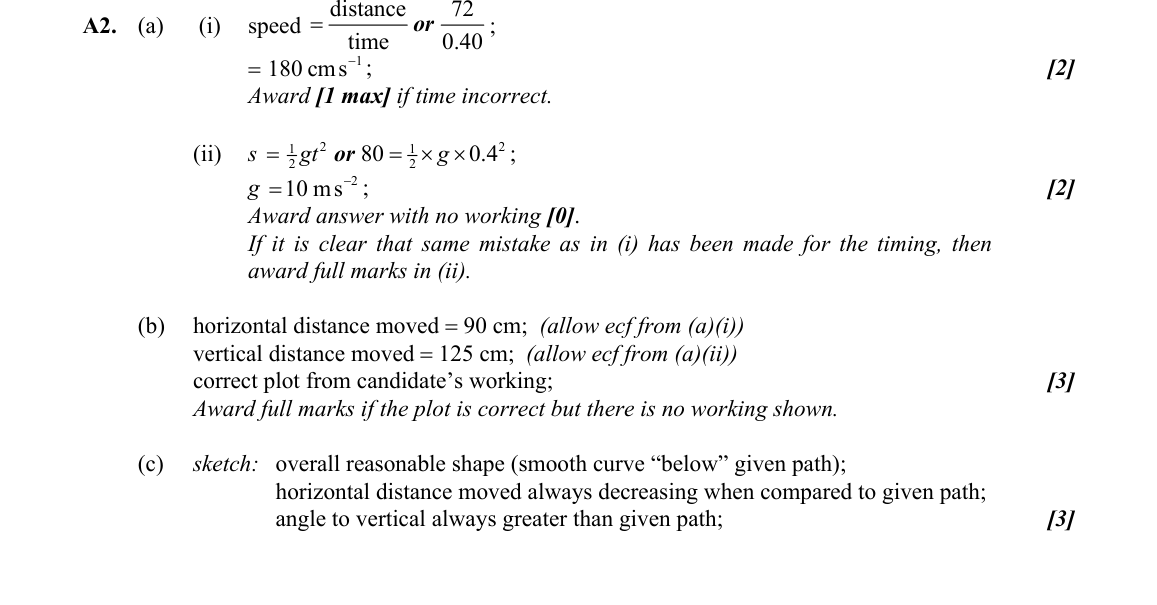 A2. (a) (i) speed = distance/time or 72/0.40 ;
= 180 cm s⁻¹ ; [2]
Award [1 max] if time incorrect.
(ii) s = ½gt² or 80 = ½ × g × 0.4² ;
g = 10 m s⁻² ; [2]
Award answer with no working [0].
If it is clear that same mistake as in (i) has been made for the timing, then
award full marks in (ii).
(b) horizontal distance moved = 90 cm; (allow ecf from (a)(i))
vertical distance moved = 125 cm; (allow ecf from (a)(ii))
correct plot from candidate’s working; [3]
Award full marks if the plot is correct but there is no working shown.
(c) sketch: overall reasonable shape (smooth curve “below” given path);
horizontal distance moved always decreasing when compared to given path;
angle to vertical always greater than given path; [3]